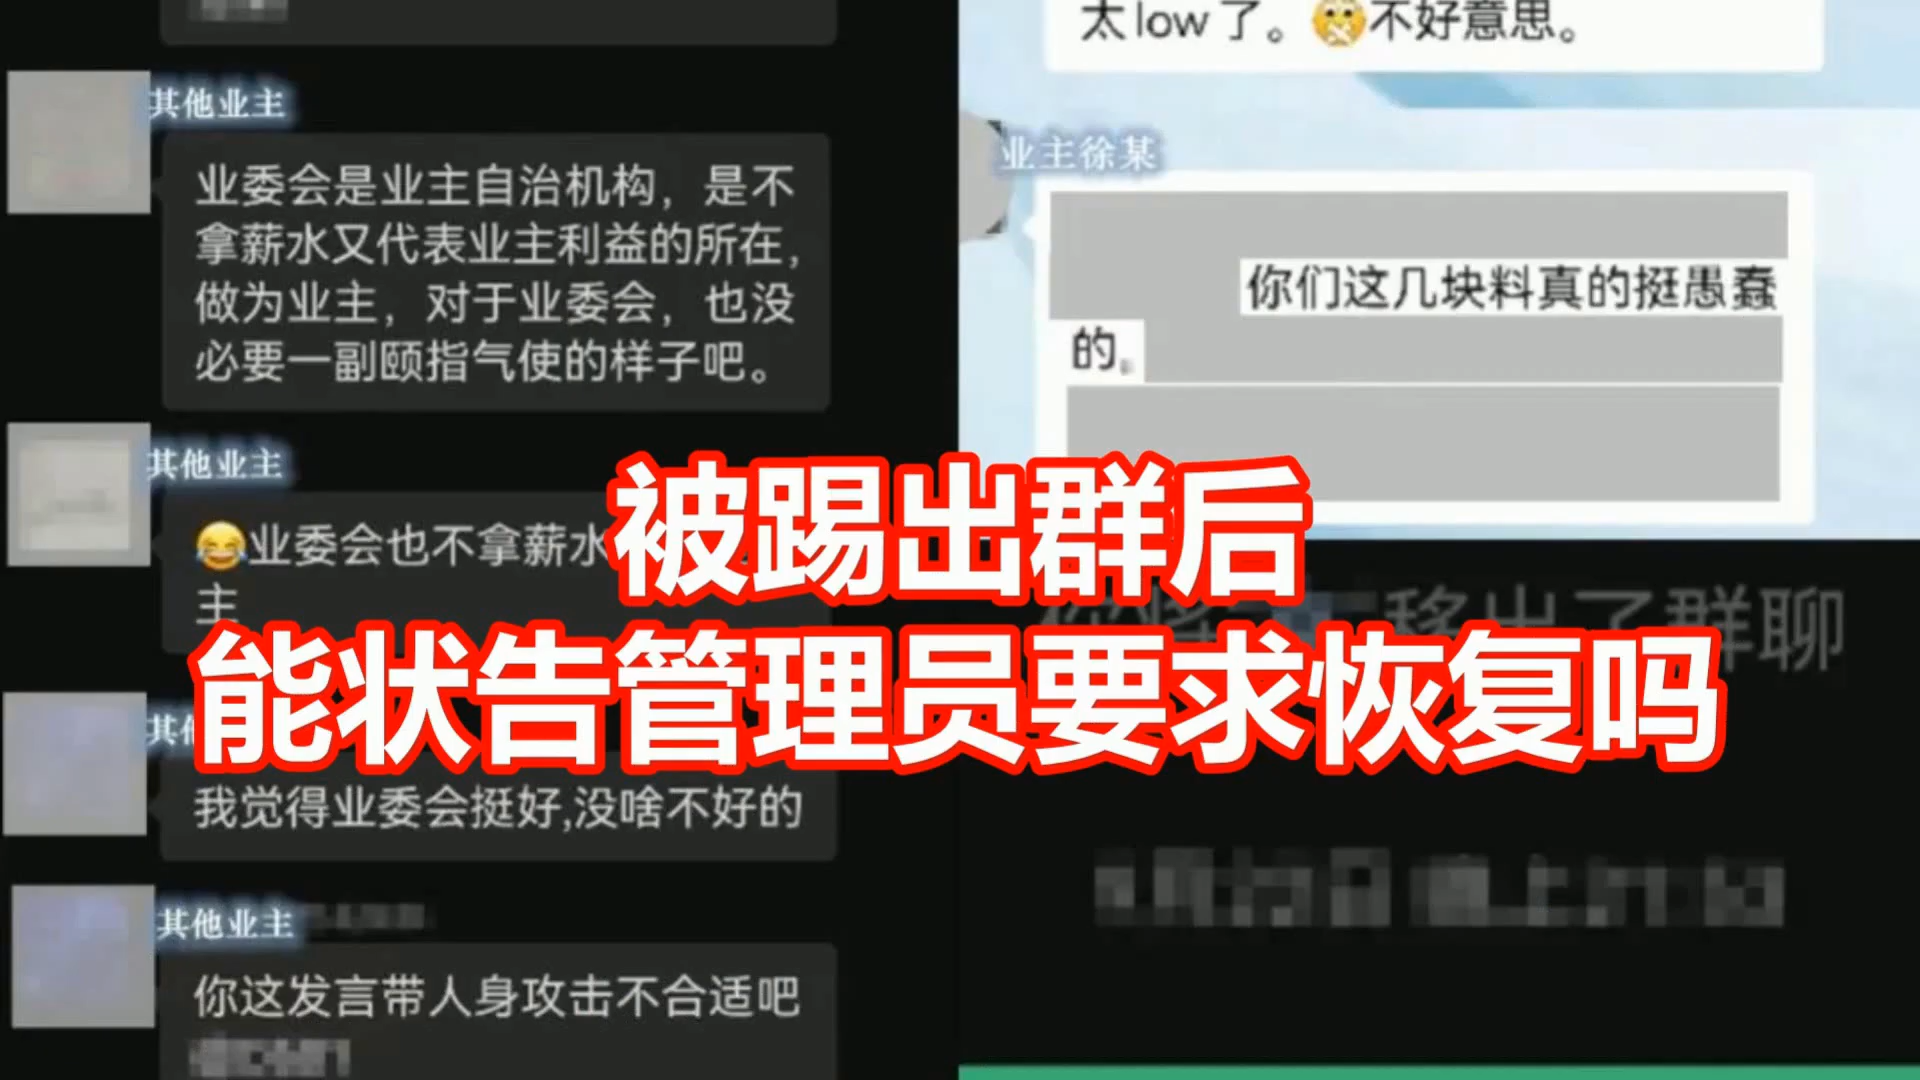 其他业主
业委会是业主自治机构，是不
拿薪水又代表业主利益的所在，
做为业主，对于业委会，也没
必要一副颐指气使的样子吧。
其他业主
😂业委会也不拿薪水
主
其
我觉得业委会挺好,没啥不好的
其他业主
你这发言带人身攻击不合适吧
太low了。🤫不好意思。
业主徐某
你们这几块料真的挺愚蠢
的。
移出了群聊
被踢出群后
能状告管理员要求恢复吗